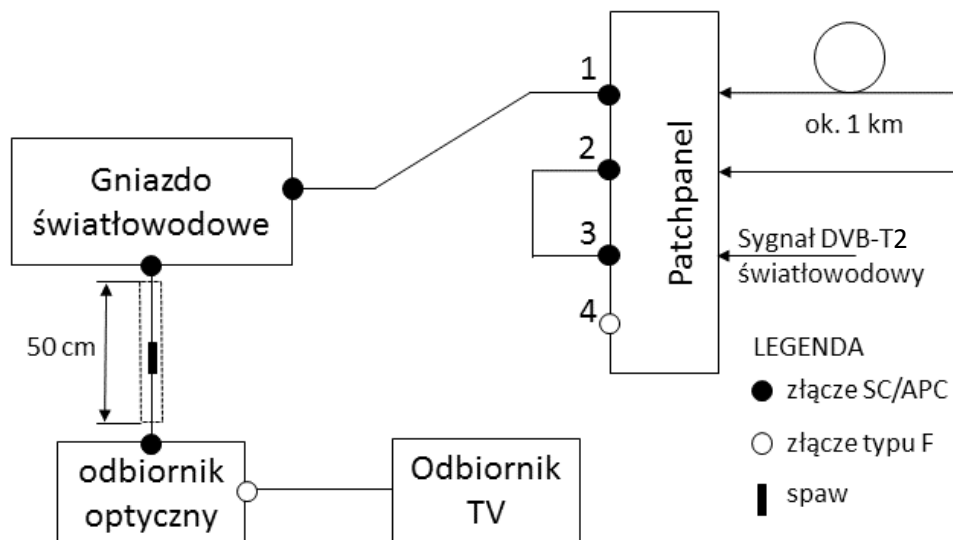 1
2
3
4
Patchpanel
ok. 1 km
Sygnał DVB-T2
światłowodowy
Gniazdo
światłowodowe
50 cm
odbiornik
optyczny
Odbiornik
TV
LEGENDA
złącze SC/APC
złącze typu F
spaw